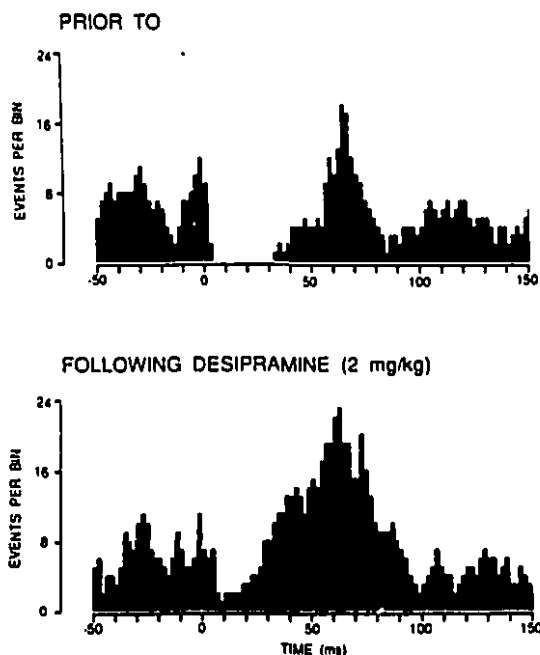 PRIOR TO
24
16
8
0
EVENTS PER BIN
-50 0 50 100 150
FOLLOWING DESIPRAMINE (2 mg/kg)
24
16
8
0
EVENTS PER BIN
-50 0 50 100 150
TIME (ms)